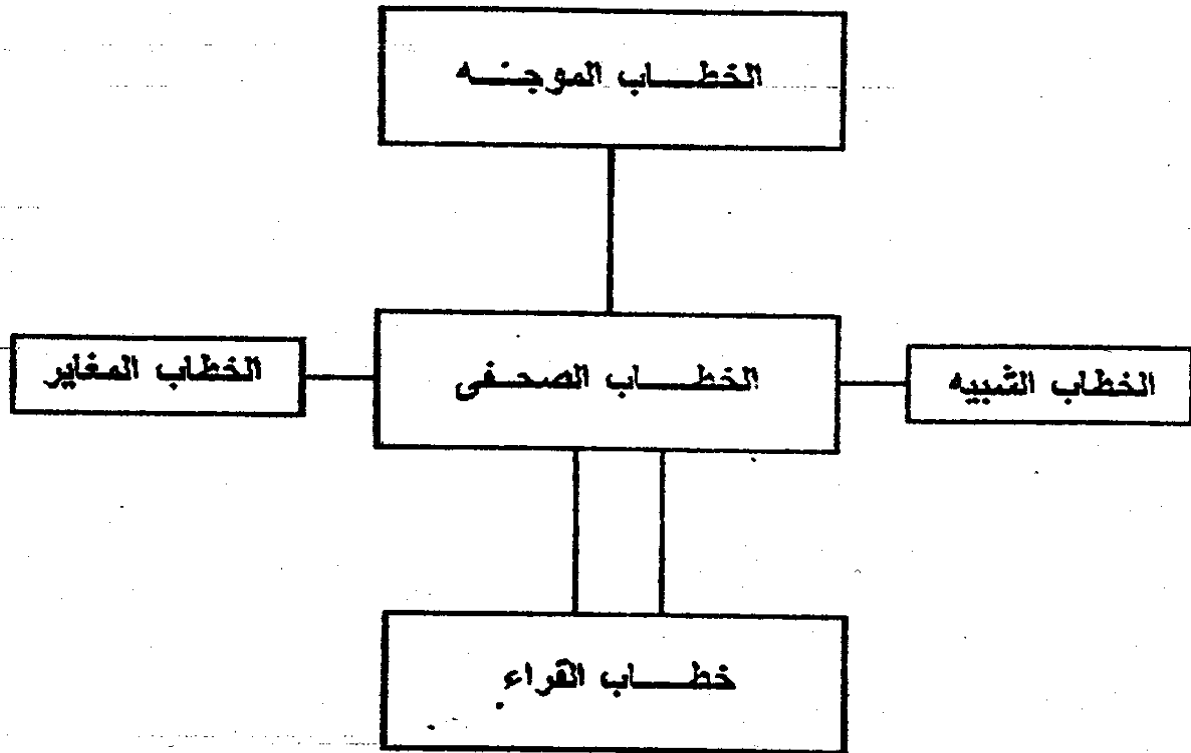 الخطاب الموجه
الخطاب الشبيه
الخطاب الصحفى
الخطاب المغاير
خطاب القراء